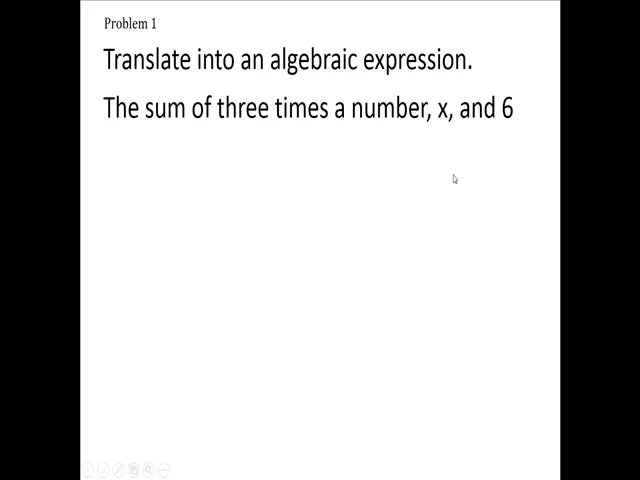 Problem 1
Translate into an algebraic expression.
The sum of three times a number, x, and 6